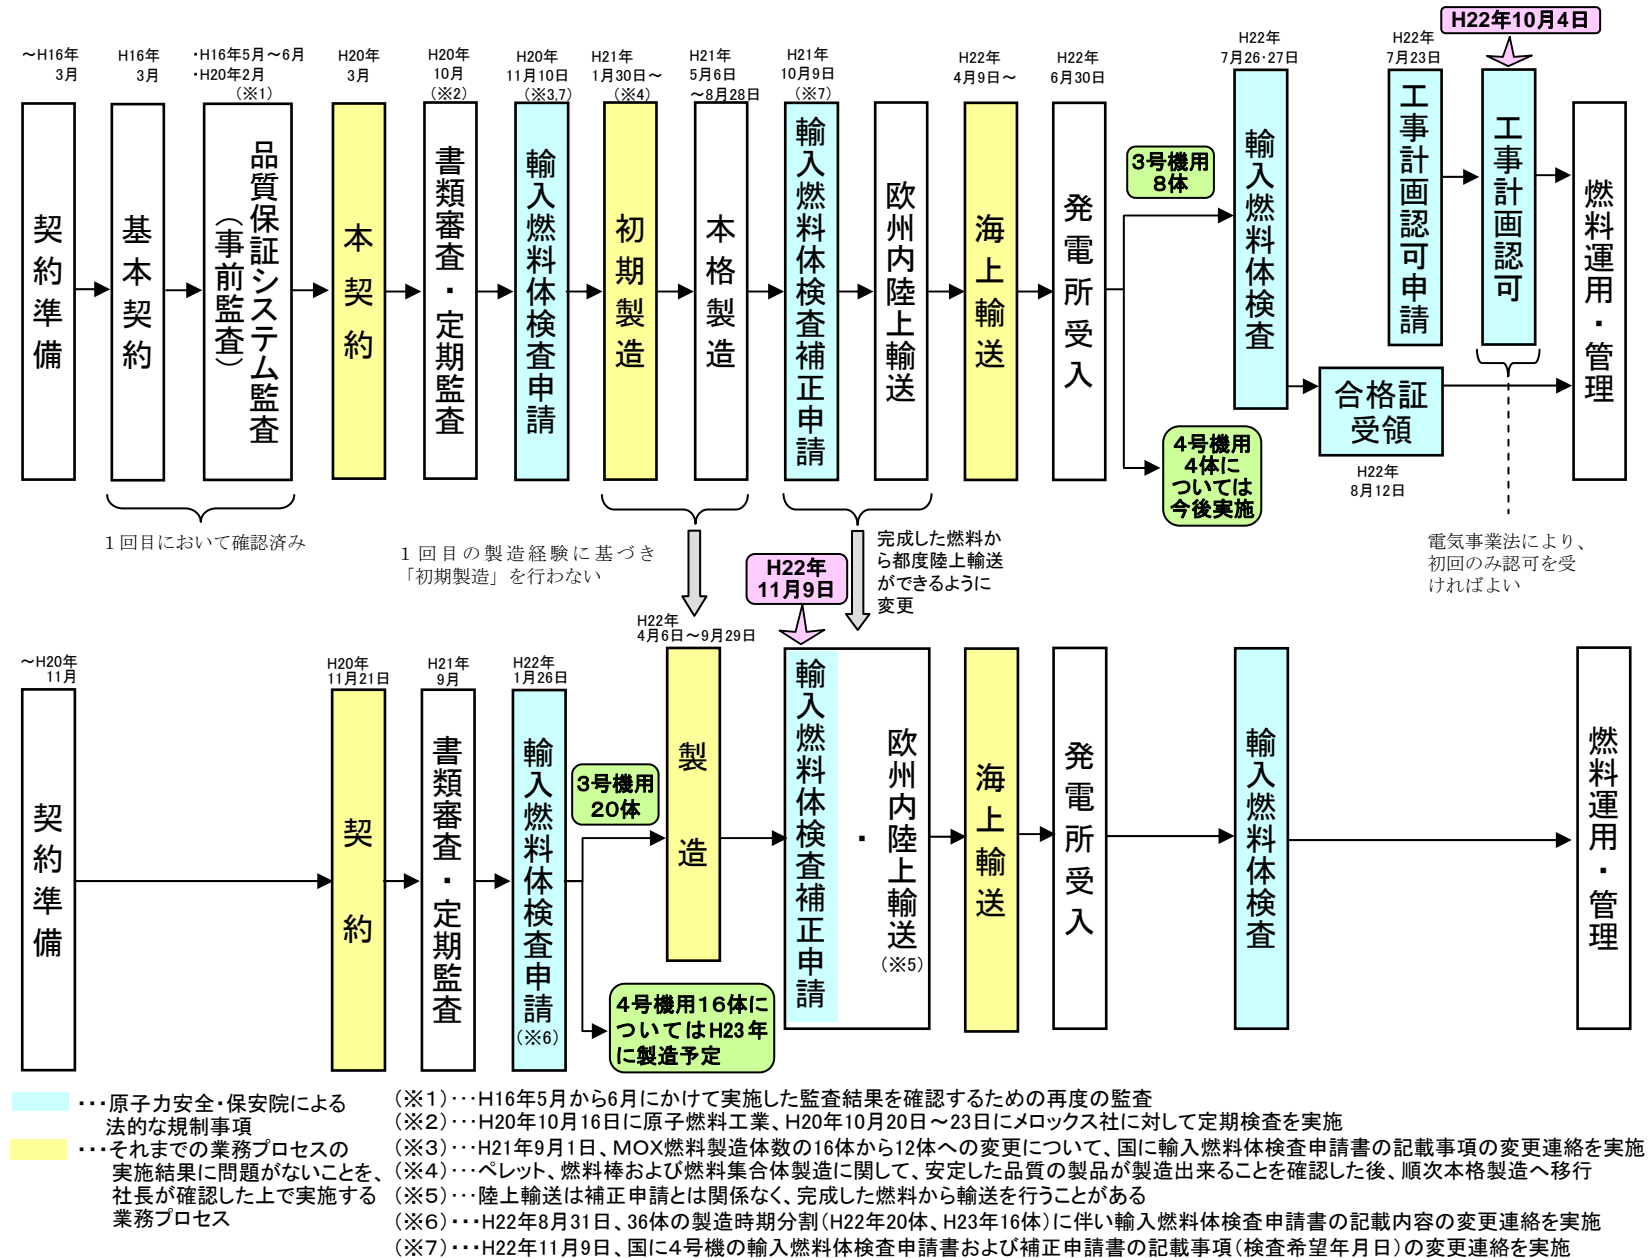 H22年10月4日
～H16年
3月
H16年
3月
・H16年5月～6月
・H20年2月
（※1）
H20年
3月
H20年
10月
（※2）
H20年
11月10日
（※3,7）
H21年
1月30日～
（※4）
H21年
5月6日
～8月28日
H21年
10月9日
（※7）
H22年
4月9日～
H22年
6月30日
H22年
7月26・27日
H22年
7月23日
契約準備
基本契約
品質保証システム監査
（事前監査）
本契約
書類審査・定期監査
輸入燃料体検査申請
初期製造
本格製造
輸入燃料体検査補正申請
欧州内陸上輸送
海上輸送
発電所受入
3号機用
8体
4号機用
4体に
ついては
今後実施
輸入燃料体検査
合格証
受領
H22年
8月12日
工事計画認可申請
工事計画認可
燃料運用・管理
１回目において確認済み
１回目の製造経験に基づき
「初期製造」を行わない
完成した燃料か
ら都度陸上輸送
ができるように
変更
電気事業法により、
初回のみ認可を受
ければよい
H22年
11月9日
～H20年
11月
H20年
11月21日
H21年
9月
H22年
1月26日
H22年
4月6日～9月29日
契約準備
契約
書類審査・定期監査
輸入燃料体検査申請
（※6）
3号機用
20体
4号機用16体に
ついてはH23年
に製造予定
製造
輸入燃料体検査補正申請
・
欧州内陸上輸送
（※5）
海上輸送
発電所受入
輸入燃料体検査
燃料運用・管理
・・・原子力安全・保安院による
法的な規制事項
・・・それまでの業務プロセスの
実施結果に問題がないことを、
社長が確認した上で実施する
業務プロセス
（※1）・・・H16年5月から6月にかけて実施した監査結果を確認するための再度の監査
（※2）・・・H20年10月16日に原子燃料工業、H20年10月20日～23日にメロックス社に対して定期検査を実施
（※3）・・・H21年9月1日、MOX燃料製造体数の16体から12体への変更について、国に輸入燃料体検査申請書の記載事項の変更連絡を実施
（※4）・・・ペレット、燃料棒および燃料集合体製造に関して、安定した品質の製品が製造出来ることを確認した後、順次本格製造へ移行
（※5）・・・陸上輸送は補正申請とは関係なく、完成した燃料から輸送を行うことがある
（※6）・・・H22年8月31日、36体の製造時期分割（H22年20体、H23年16体）に伴い輸入燃料体検査申請書の記載内容の変更連絡を実施
（※7）・・・H22年11月9日、国に4号機の輸入燃料体検査申請書および補正申請書の記載事項（検査希望年月日）の変更連絡を実施